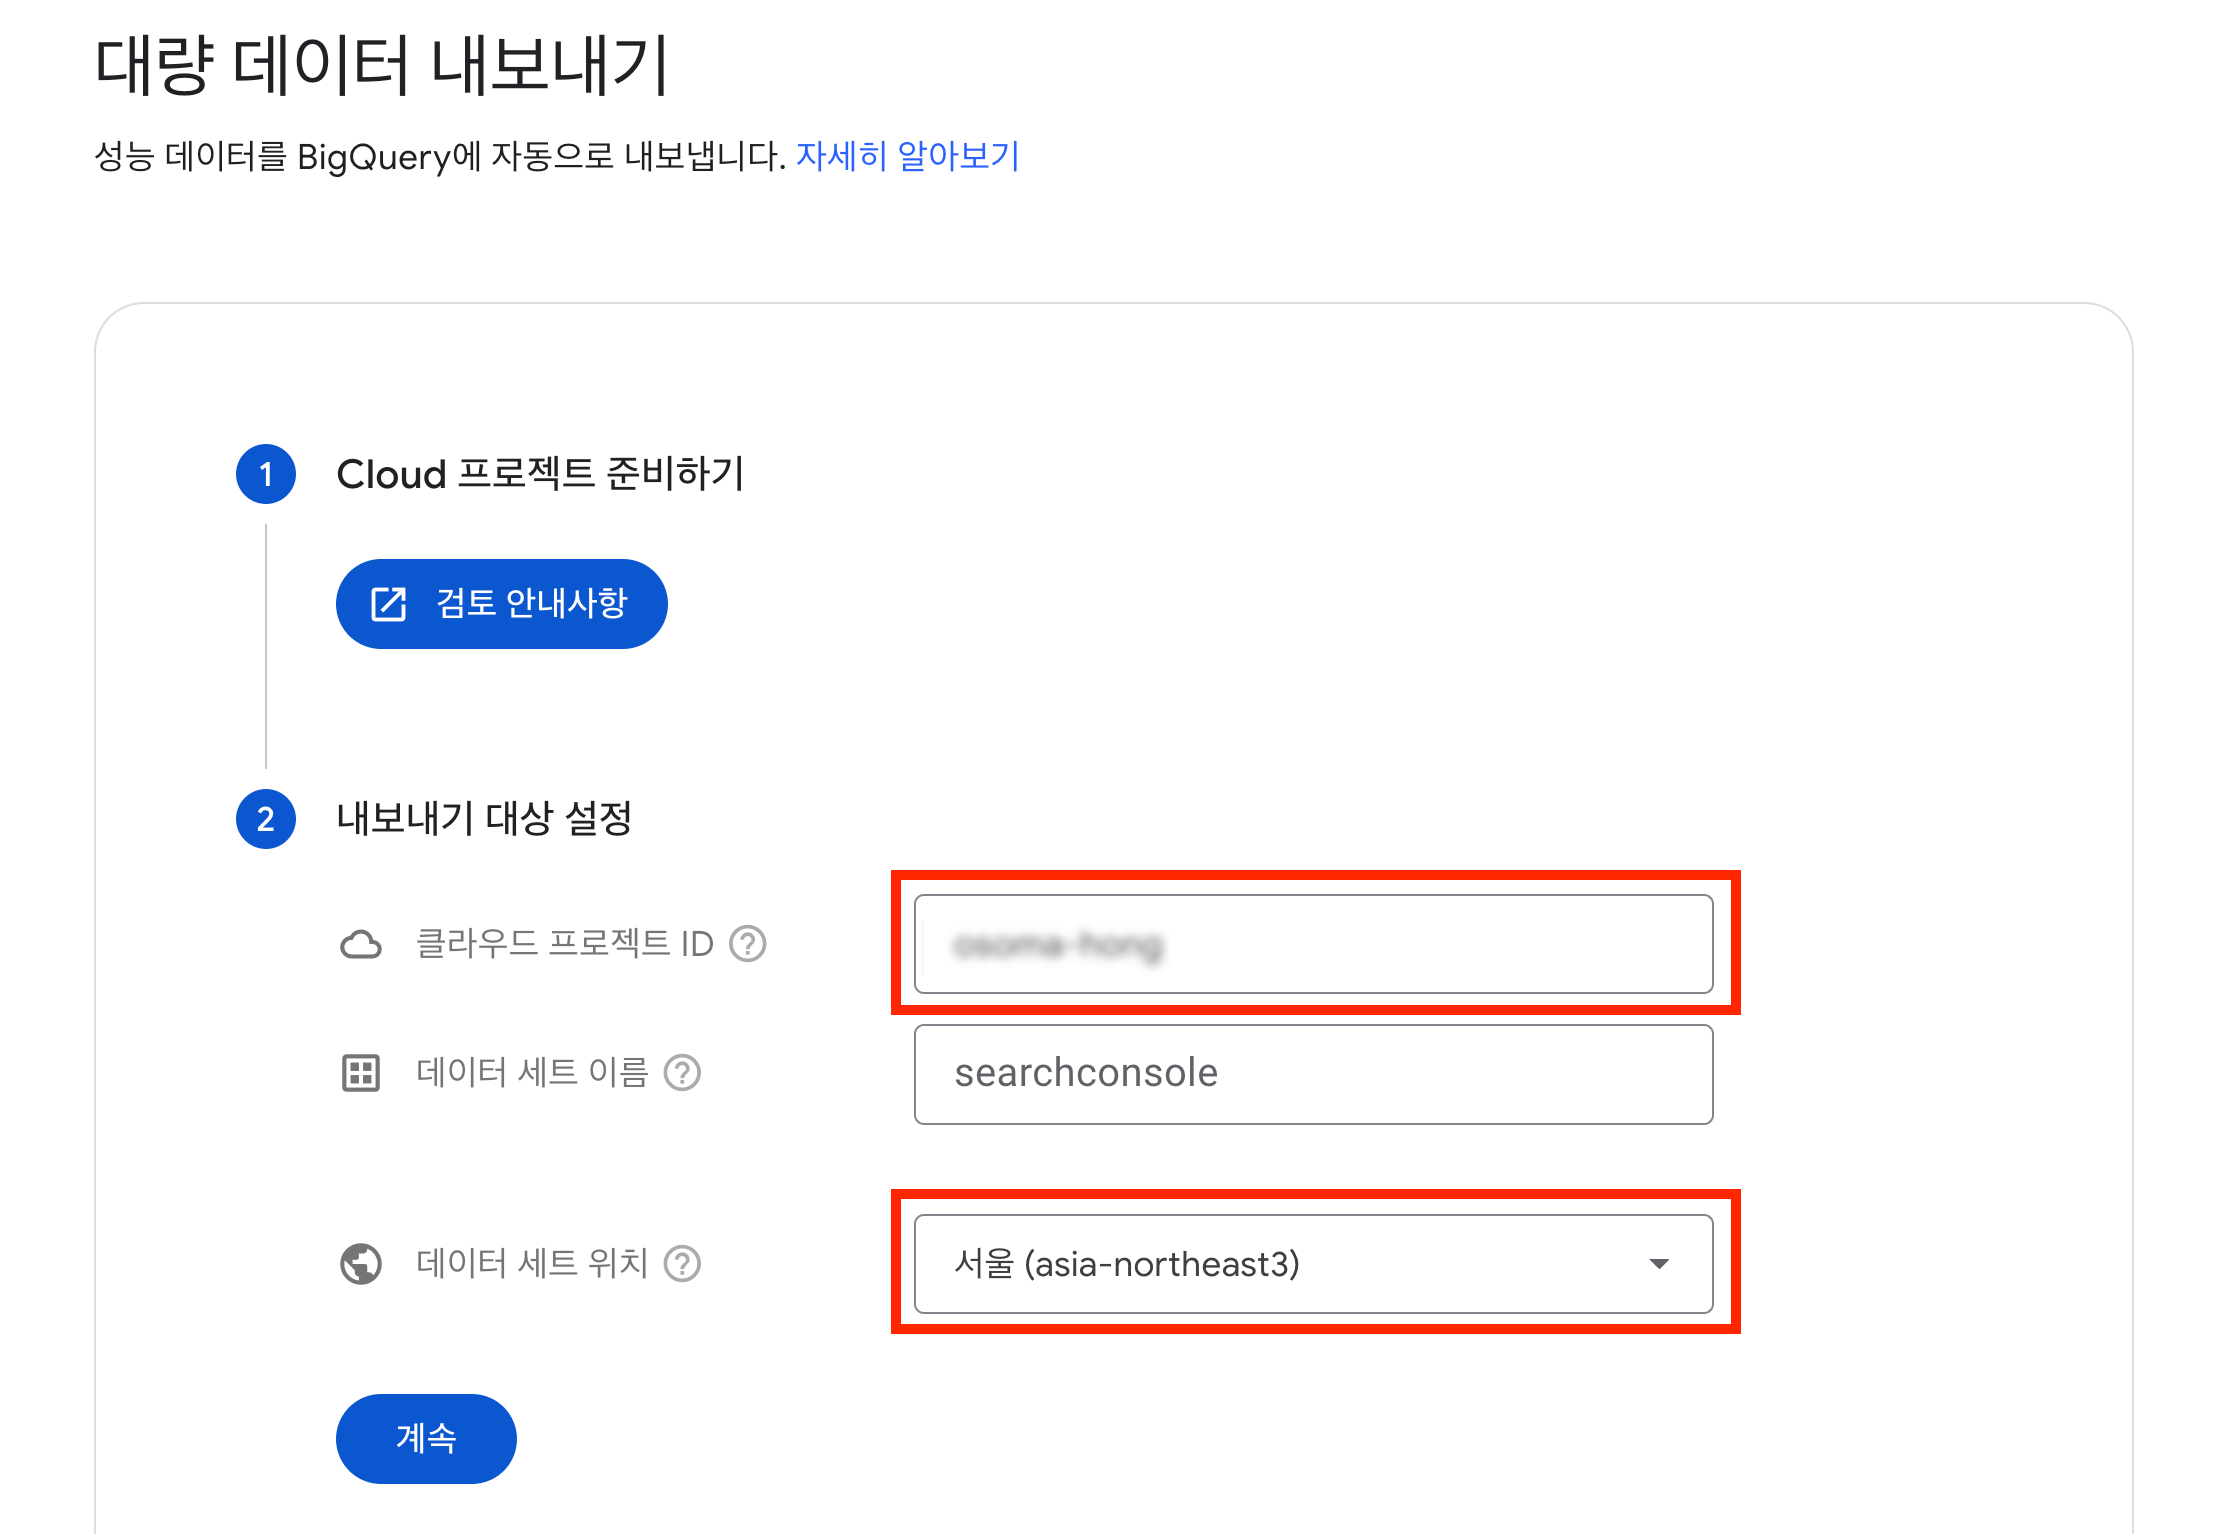 대량 데이터 내보내기
성능 데이터를 BigQuery에 자동으로 내보냅니다. 자세히 알아보기
1 Cloud 프로젝트 준비하기
검토 안내사항
2 내보내기 대상 설정
클라우드 프로젝트 ID
데이터 세트 이름 searchconsole
데이터 세트 위치 서울 (asia-northeast3)
계속